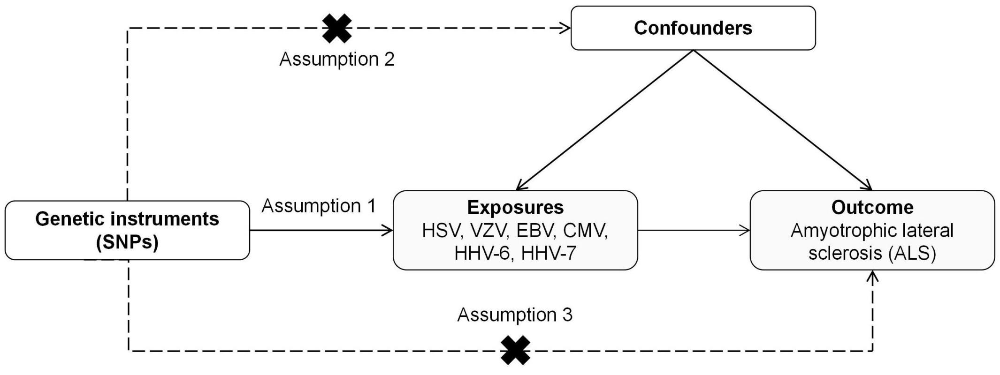 Confounders
Assumption 2
Assumption 1
Genetic instruments
(SNPs)
Exposures
HSV, VZV, EBV, CMV,
HHV-6, HHV-7
Outcome
Amyotrophic lateral
sclerosis (ALS)
Assumption 3